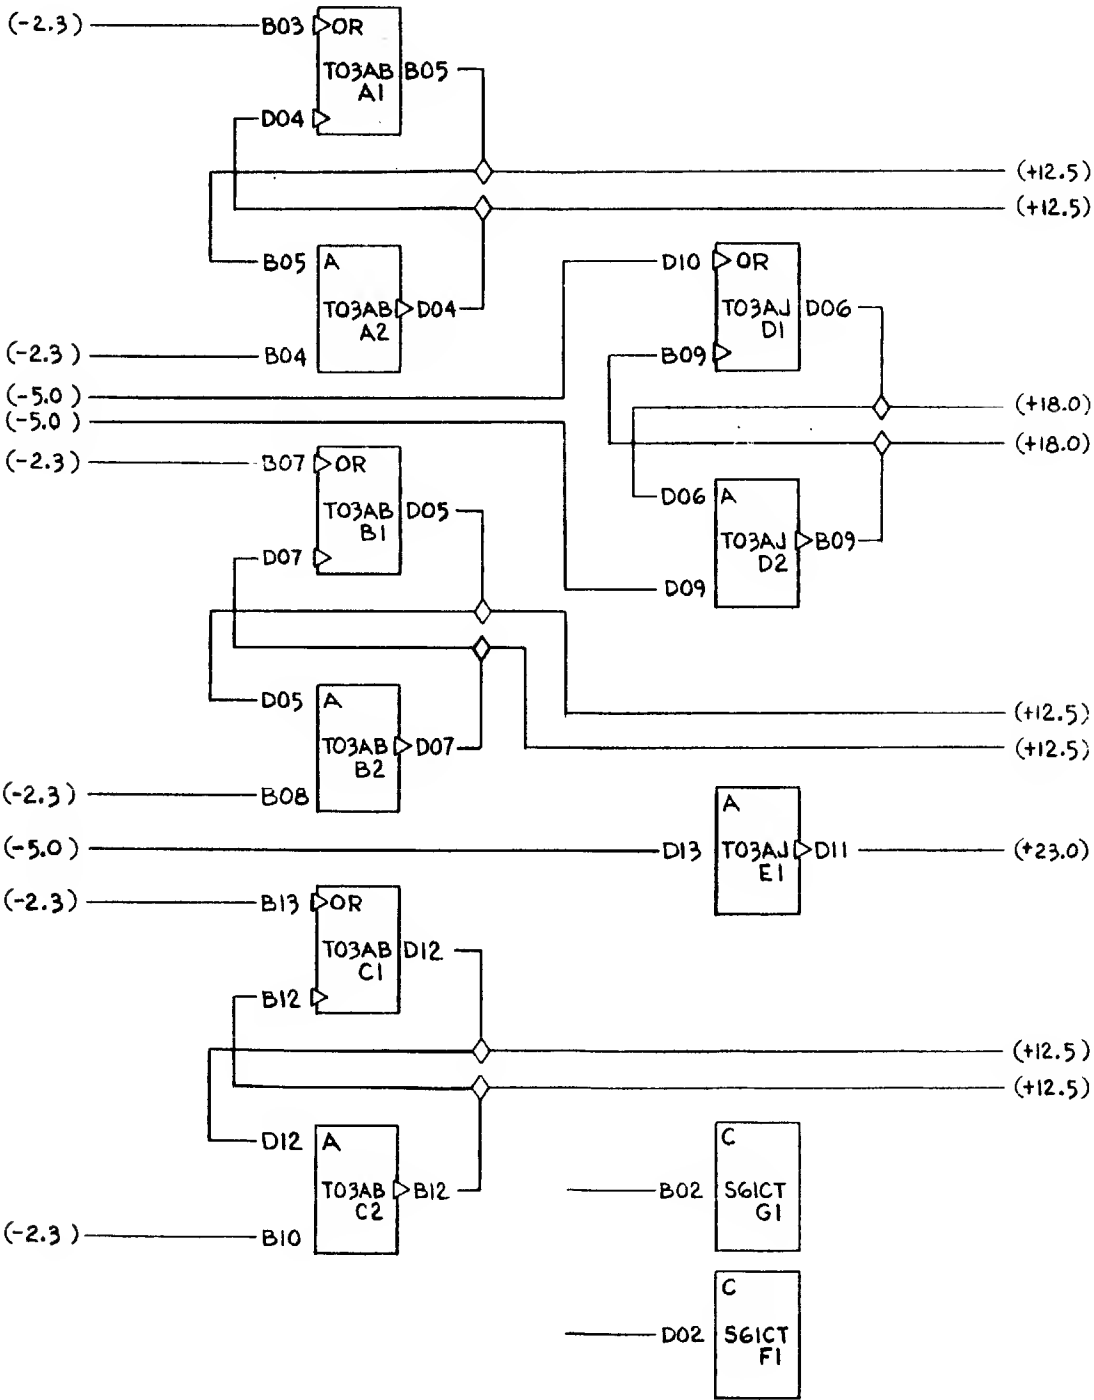 (-2.3) B03 OR
T03AB B05
A1
D04
(+12.5)
(+12.5)
B05 A
T03AB D04
A2
(-2.3) B04
D10 OR
T03AJ D06
D1
B09
(-5.0)
(-5.0)
(+18.0)
(+18.0)
(-2.3) B07 OR
T03AB D05
B1
D07
D06 A
T03AJ B09
D2
D09
D05 A
T03AB D07
B2
(-2.3) B08
(+12.5)
(+12.5)
A
(-5.0) D13 T03AJ D11 (+23.0)
E1
(-2.3) B13 OR
T03AB D12
C1
B12
(+12.5)
(+12.5)
D12 A
T03AB B12
C2
(-2.3) B10
C
B02 S61CT
G1
C
D02 S61CT
F1